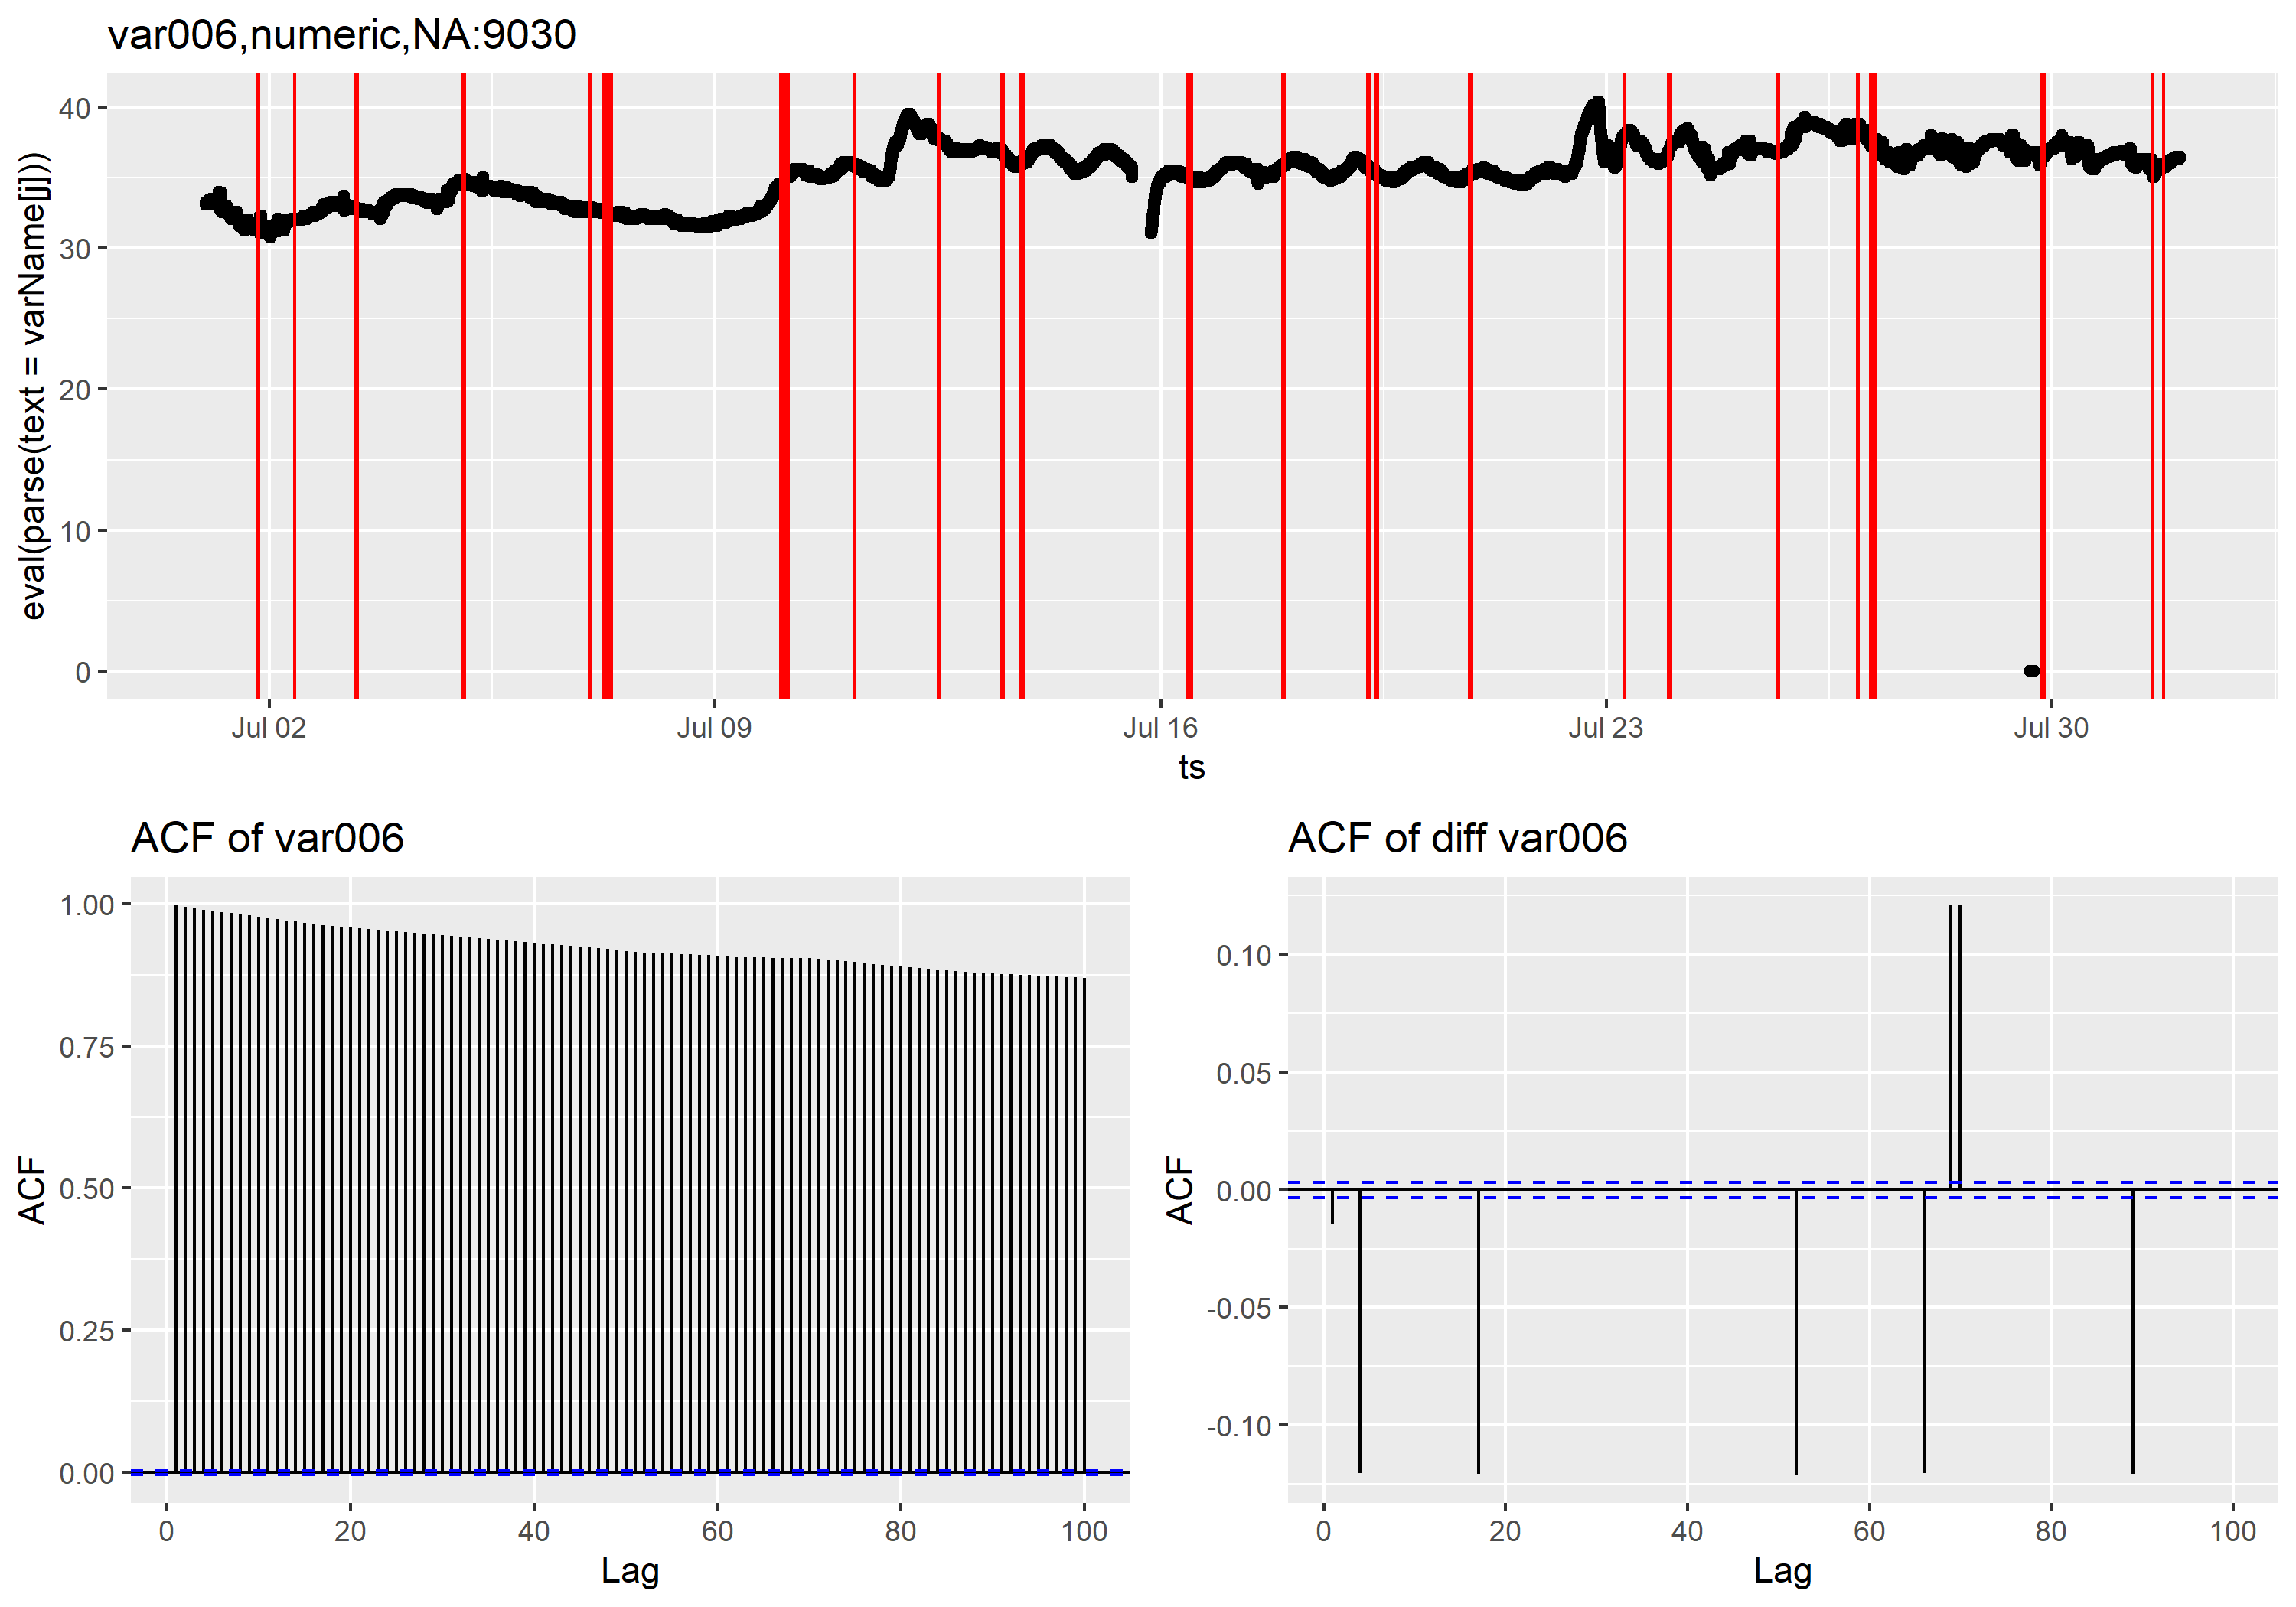 var006,numeric,NA:9030
eval(parse(text = varName[j]))
40
30
20
10
0
Jul 02
Jul 09
Jul 16
Jul 23
Jul 30
ts
ACF of var006
ACF
1.00
0.75
0.50
0.25
0.00
0
20
40
60
80
100
Lag
ACF of diff var006
ACF
0.10
0.05
0.00
-0.05
-0.10
0
20
40
60
80
100
Lag